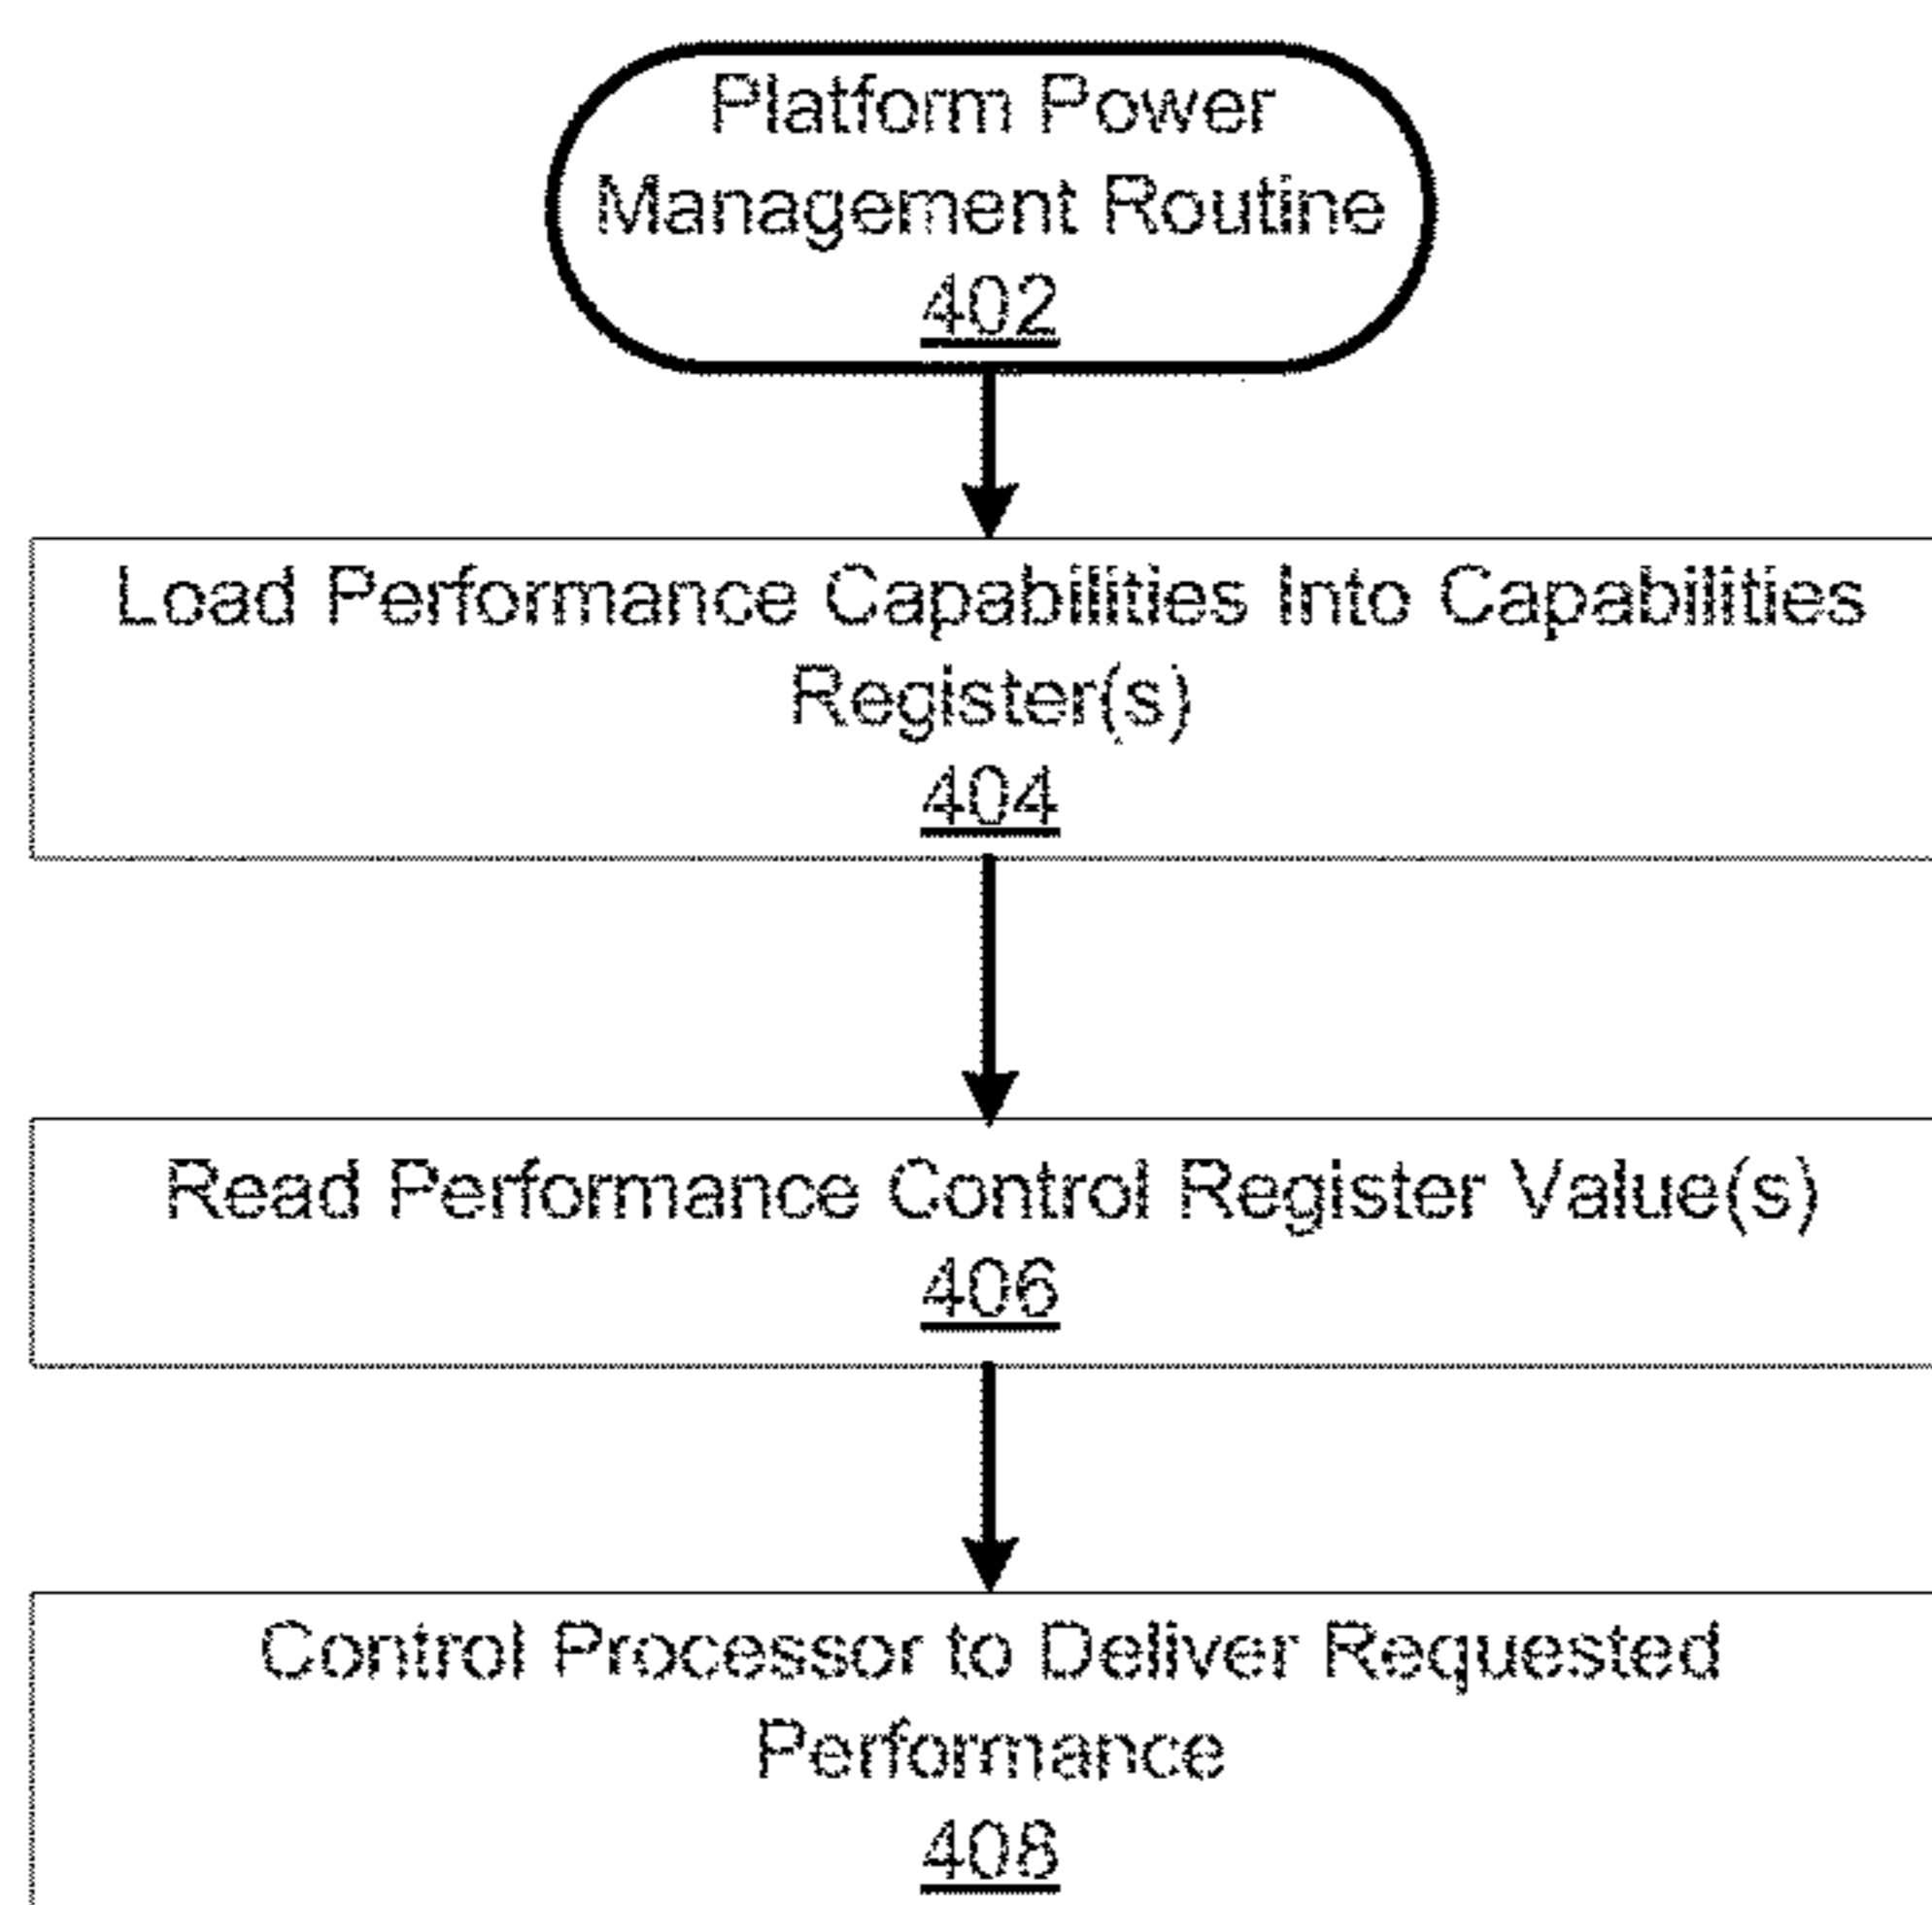 Platform Power
Management Routine
402
Load Performance Capabilities Into Capabilities
Register(s)
404
Read Performance Control Register Value(s)
406
Control Processor to Deliver Requested
Performance
408